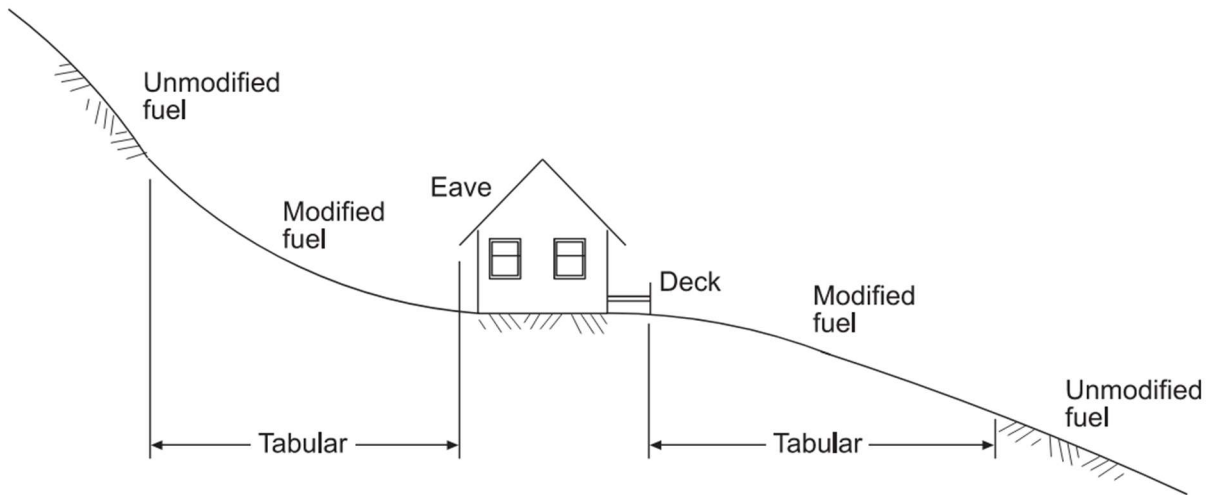 Unmodified
fuel
Eave
Modified
fuel
Deck
Modified
fuel
Unmodified
fuel
Tabular
Tabular